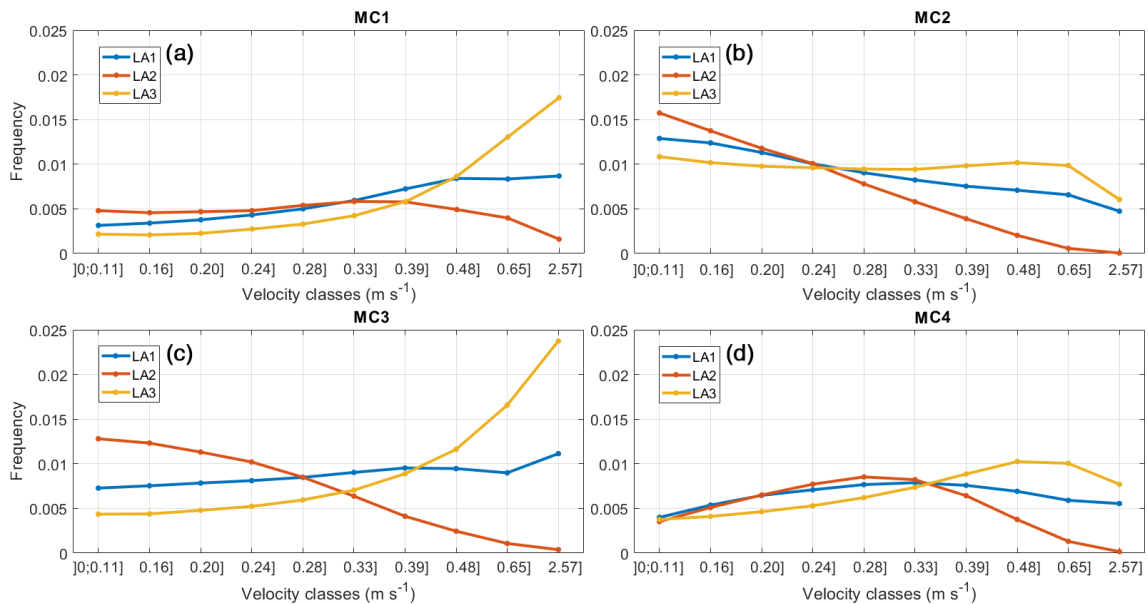 MC1
(a)
LA1
LA2
LA3
0.025
0.02
0.015
0.01
0.005
0
Frequency
]0;0.11] 0.16] 0.20] 0.24] 0.28] 0.33] 0.39] 0.48] 0.65] 2.57]
Velocity classes (m s⁻¹)
MC2
(b)
LA1
LA2
LA3
0.025
0.02
0.015
0.01
0.005
0
]0;0.11] 0.16] 0.20] 0.24] 0.28] 0.33] 0.39] 0.48] 0.65] 2.57]
Velocity classes (m s⁻¹)
MC3
(c)
LA1
LA2
LA3
0.025
0.02
0.015
0.01
0.005
0
Frequency
]0;0.11] 0.16] 0.20] 0.24] 0.28] 0.33] 0.39] 0.48] 0.65] 2.57]
Velocity classes (m s⁻¹)
MC4
(d)
LA1
LA2
LA3
0.025
0.02
0.015
0.01
0.005
0
]0;0.11] 0.16] 0.20] 0.24] 0.28] 0.33] 0.39] 0.48] 0.65] 2.57]
Velocity classes (m s⁻¹)